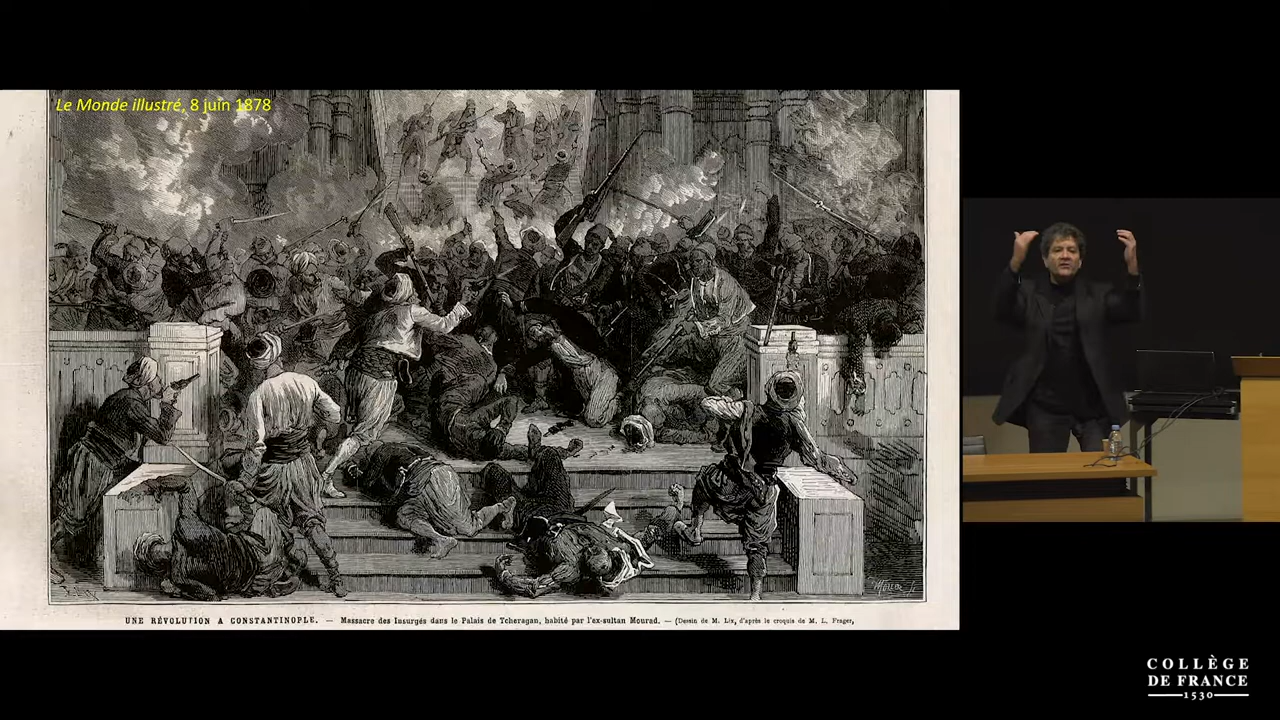 Le Monde illustré, 8 juin 1878
UNE RÉVOLUTION A CONSTANTINOPLE. — Massacre des Insurgés dans le Palais de Tcheragan, habité par l'ex-sultan Mourad. — (Dessin de M. Lix, d'après le croquis de M. L. Frager,
COLLÈGE
DE FRANCE
1530